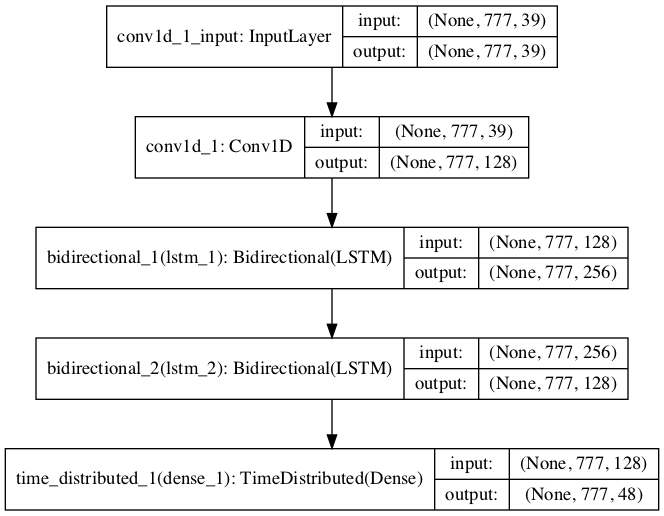 conv1d_1_input: InputLayer
input: (None, 777, 39)
output: (None, 777, 39)
conv1d_1: Conv1D
input: (None, 777, 39)
output: (None, 777, 128)
bidirectional_1(lstm_1): Bidirectional(LSTM)
input: (None, 777, 128)
output: (None, 777, 256)
bidirectional_2(lstm_2): Bidirectional(LSTM)
input: (None, 777, 256)
output: (None, 777, 128)
time_distributed_1(dense_1): TimeDistributed(Dense)
input: (None, 777, 128)
output: (None, 777, 48)